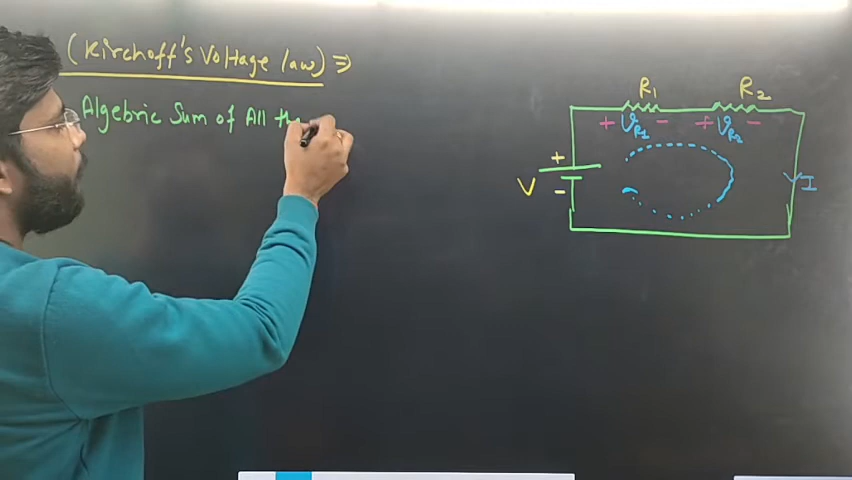 (Kirchoff's Voltage law) ⇒
Algebric Sum of All the
R1 R2
+ VR1 - + VR2 -
+
V
-
I